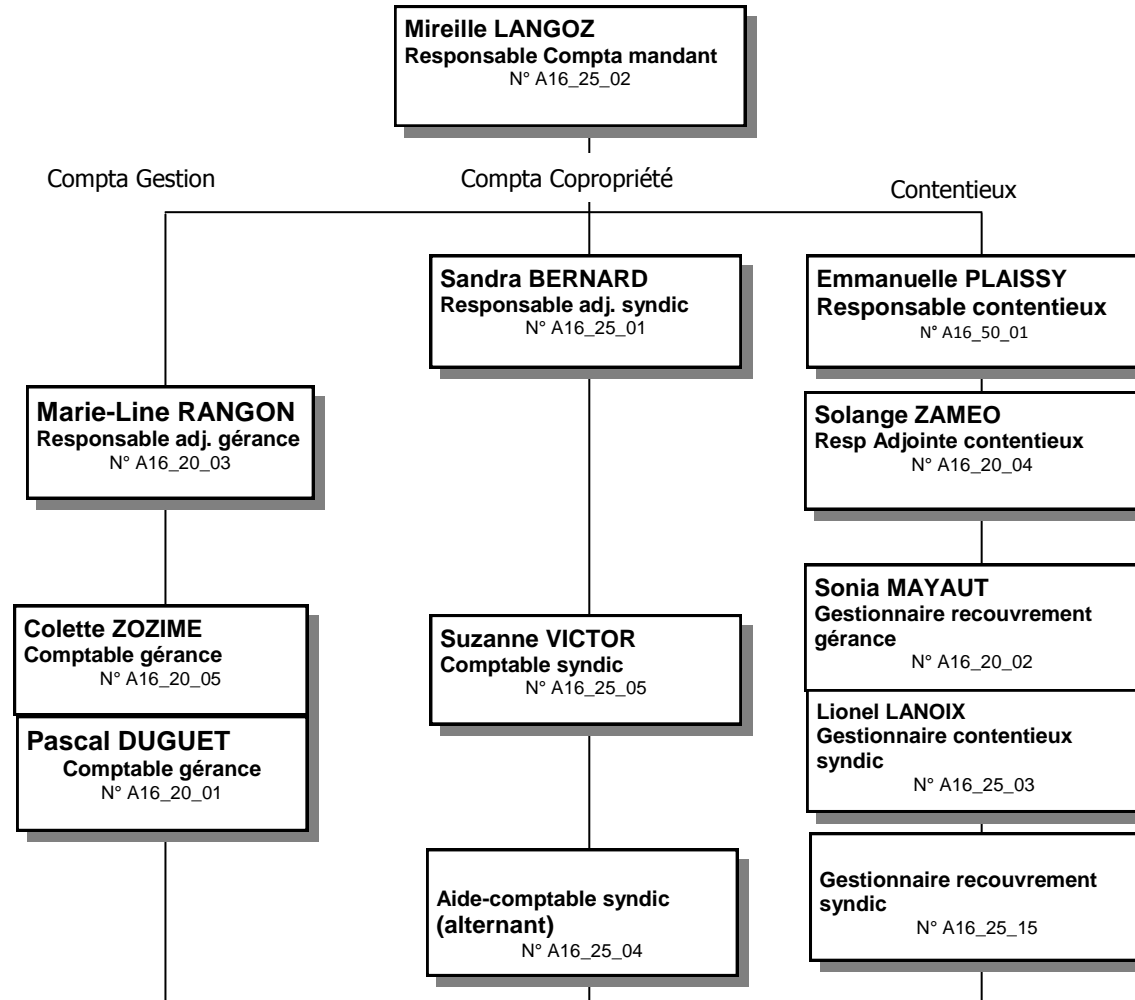 Mireille LANGOZ
Responsable Compta mandant
N° A16_25_02
Compta Gestion
Compta Copropriété
Contentieux
Sandra BERNARD
Responsable adj. syndic
N° A16_25_01
Emmanuelle PLAISSY
Responsable contentieux
N° A16_50_01
Marie-Line RANGON
Responsable adj. gérance
N° A16_20_03
Solange ZAMEO
Resp Adjointe contentieux
N° A16_20_04
Colette ZOZIME
Comptable gérance
N° A16_20_05
Pascal DUGUET
Comptable gérance
N° A16_20_01
Suzanne VICTOR
Comptable syndic
N° A16_25_05
Sonia MAYAUT
Gestionnaire recouvrement
gérance
N° A16_20_02
Lionel LANOIX
Gestionnaire contentieux
syndic
N° A16_25_03
Aide-comptable syndic
(alternant)
N° A16_25_04
Gestionnaire recouvrement
syndic
N° A16_25_15